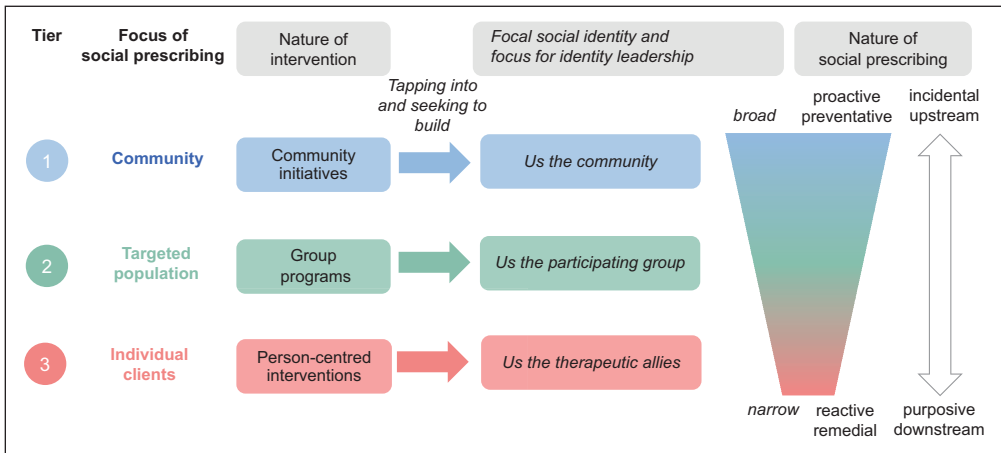 Tier
Focus of
social prescribing
Nature of
intervention
Focal social identity and
focus for identity leadership
Nature of
social prescribing
Tapping into
and seeking to
build
broad
proactive
preventative
incidental
upstream
1
Community
Community
initiatives
Us the community
2
Targeted
population
Group
programs
Us the participating group
3
Individual
clients
Person-centred
interventions
Us the therapeutic allies
narrow
reactive
remedial
purposive
downstream